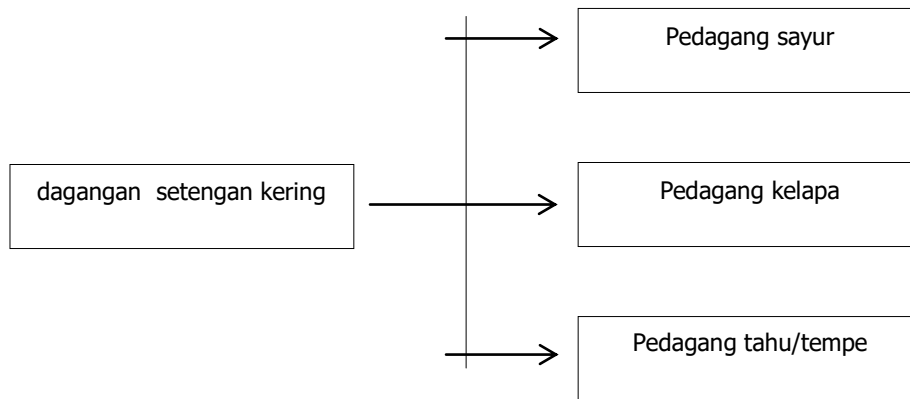 Pedagang sayur
dagangan  setengan kering
Pedagang kelapa
Pedagang tahu/tempe